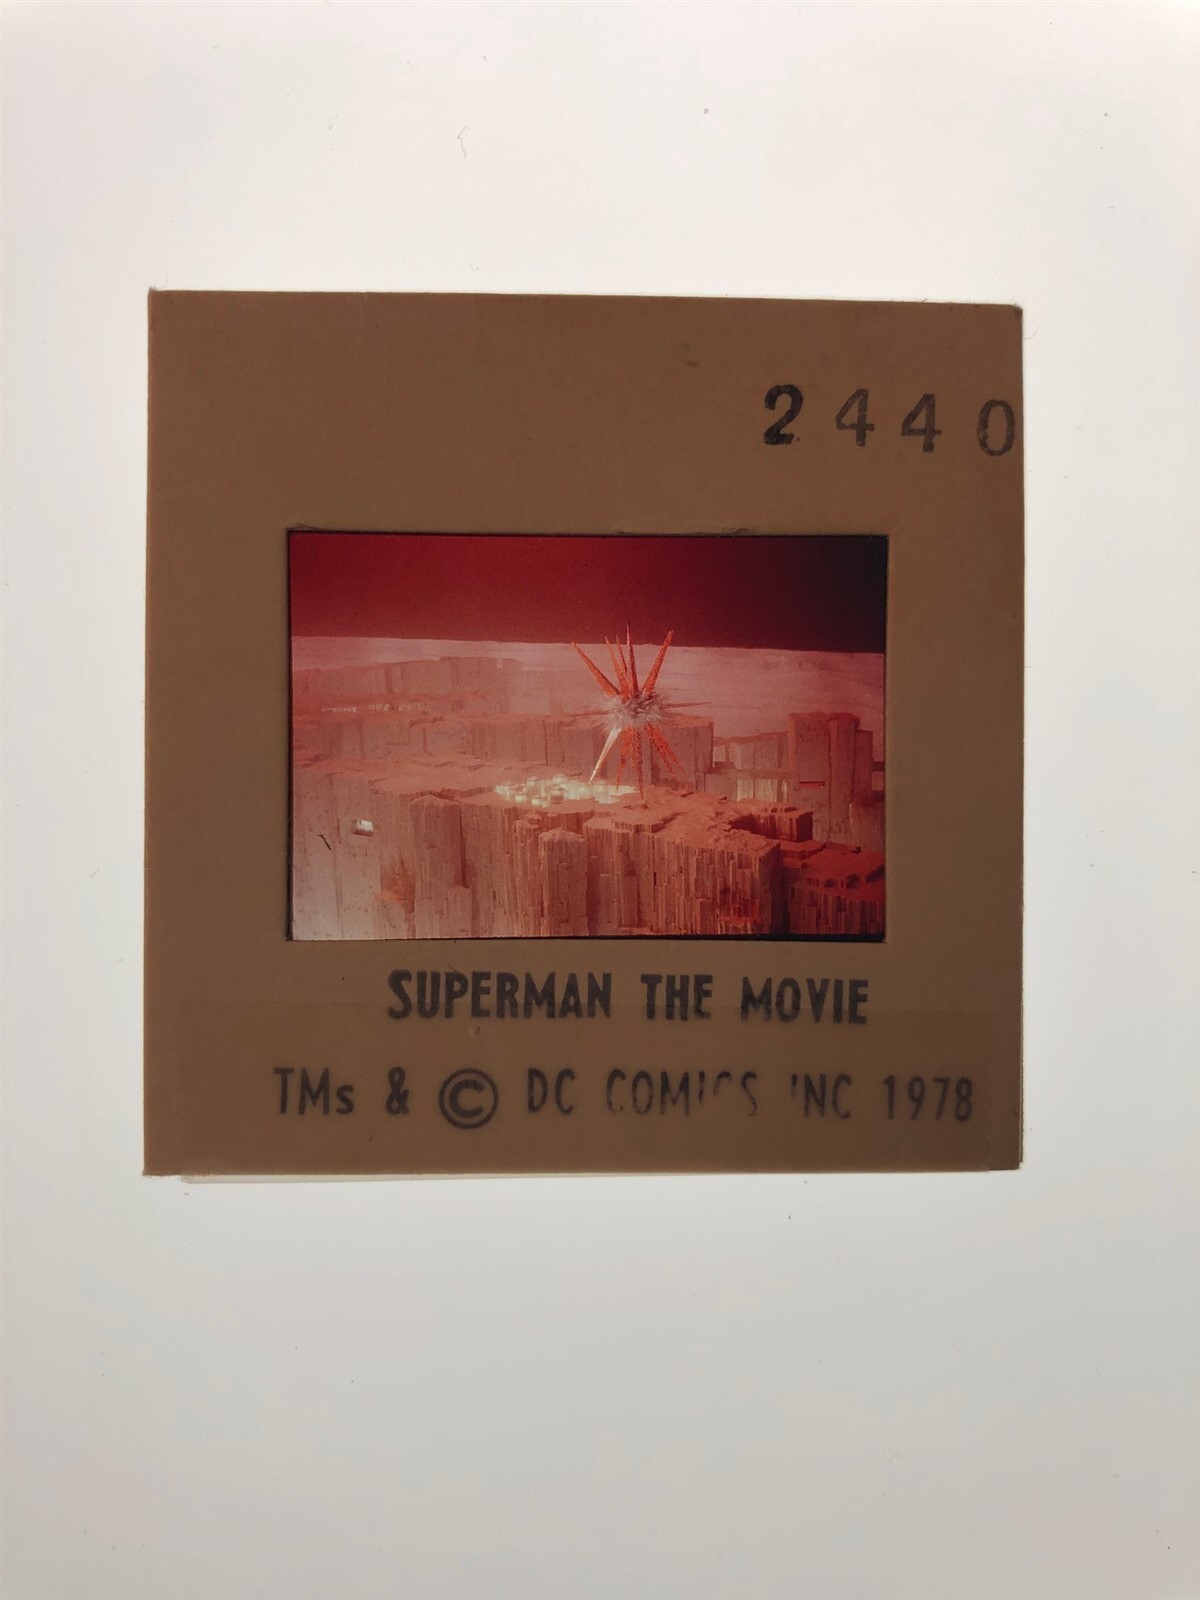 2440
SUPERMAN THE MOVIE
TMs & © DC COMICS INC 1978